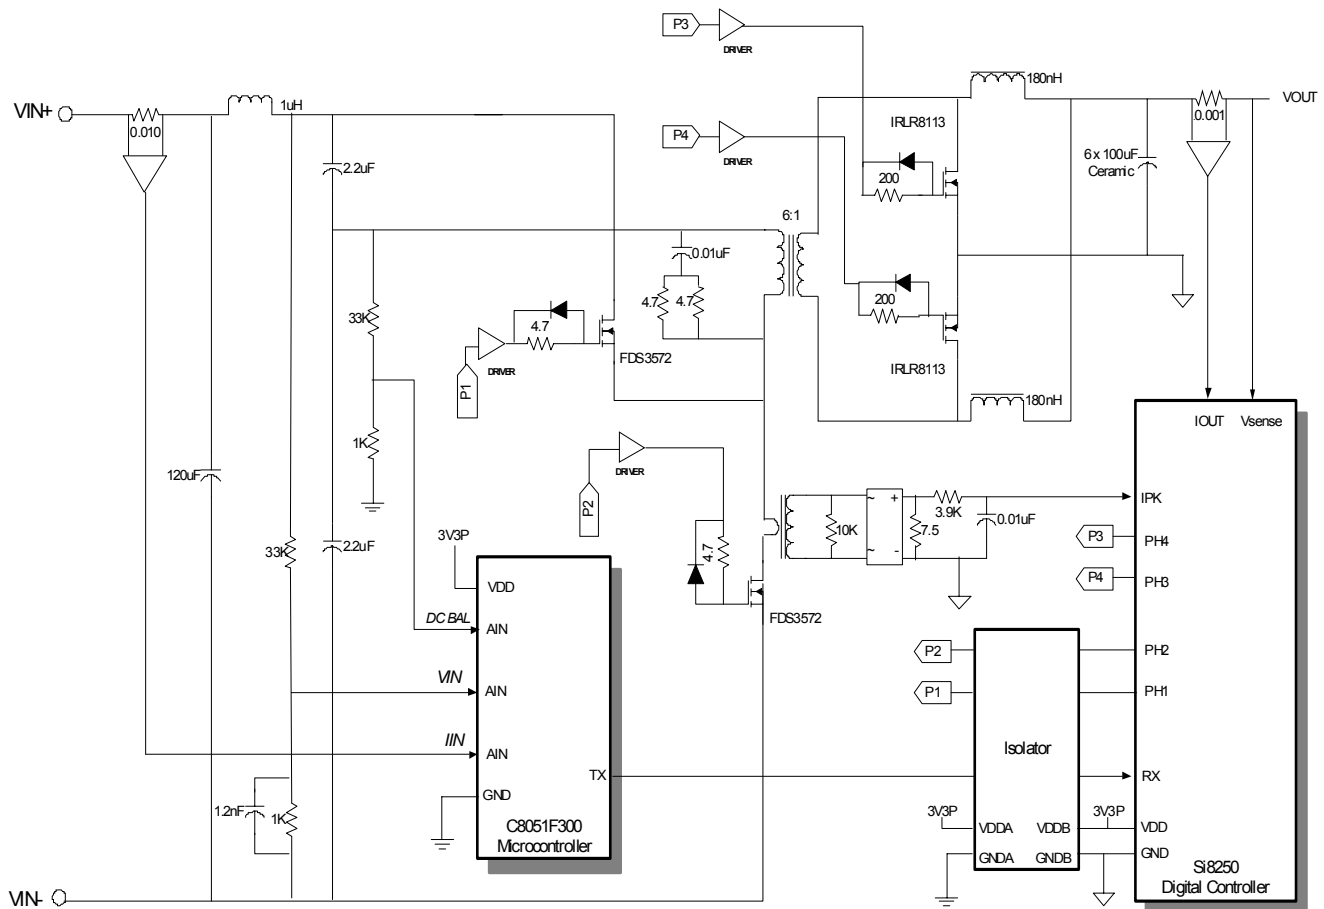 P3
DRIVER
180nH
VIN+
1uH
0.010
VOUT
0.001
IRLR8113
P4
DRIVER
6 x 100uF
Ceramic
2.2uF
200
6:1
0.01uF
4.7
4.7
200
33K
4.7
P1
DRIVER
FDS3572
IRLR8113
180nH
IOUT
Vsense
1K
120uF
P2
DRIVER
~
+
3.9K
IPK
0.01uF
10K
7.5
~
-
P3
PH4
33K
2.2uF
3V3P
4.7
P4
PH3
VDD
FDS3572
DC BAL
AIN
P2
PH2
VIN
AIN
P1
PH1
IIN
AIN
Isolator
TX
RX
GND
1.2nF
1K
C8051F300
Microcontroller
3V3P
3V3P
VDDA
VDDB
VDD
GNDA
GNDB
GND
Si8250
Digital Controller
VIN-